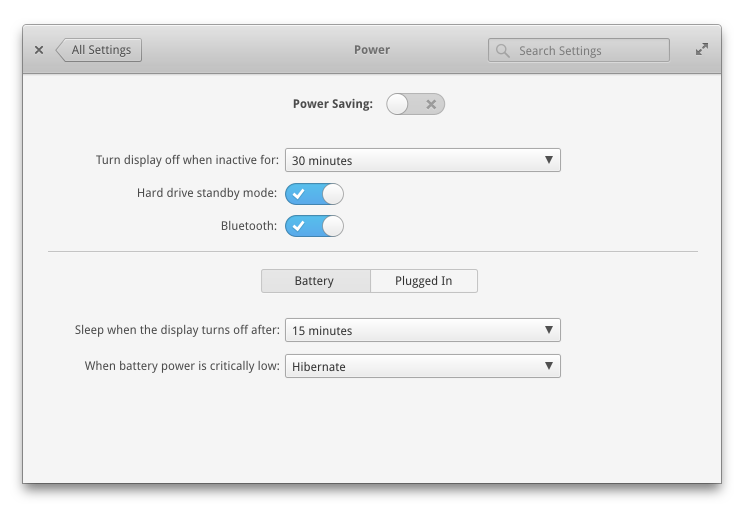 All Settings
Power
Search Settings
Power Saving:
Turn display off when inactive for: 30 minutes
Hard drive standby mode:
Bluetooth:
Battery Plugged In
Sleep when the display turns off after: 15 minutes
When battery power is critically low: Hibernate